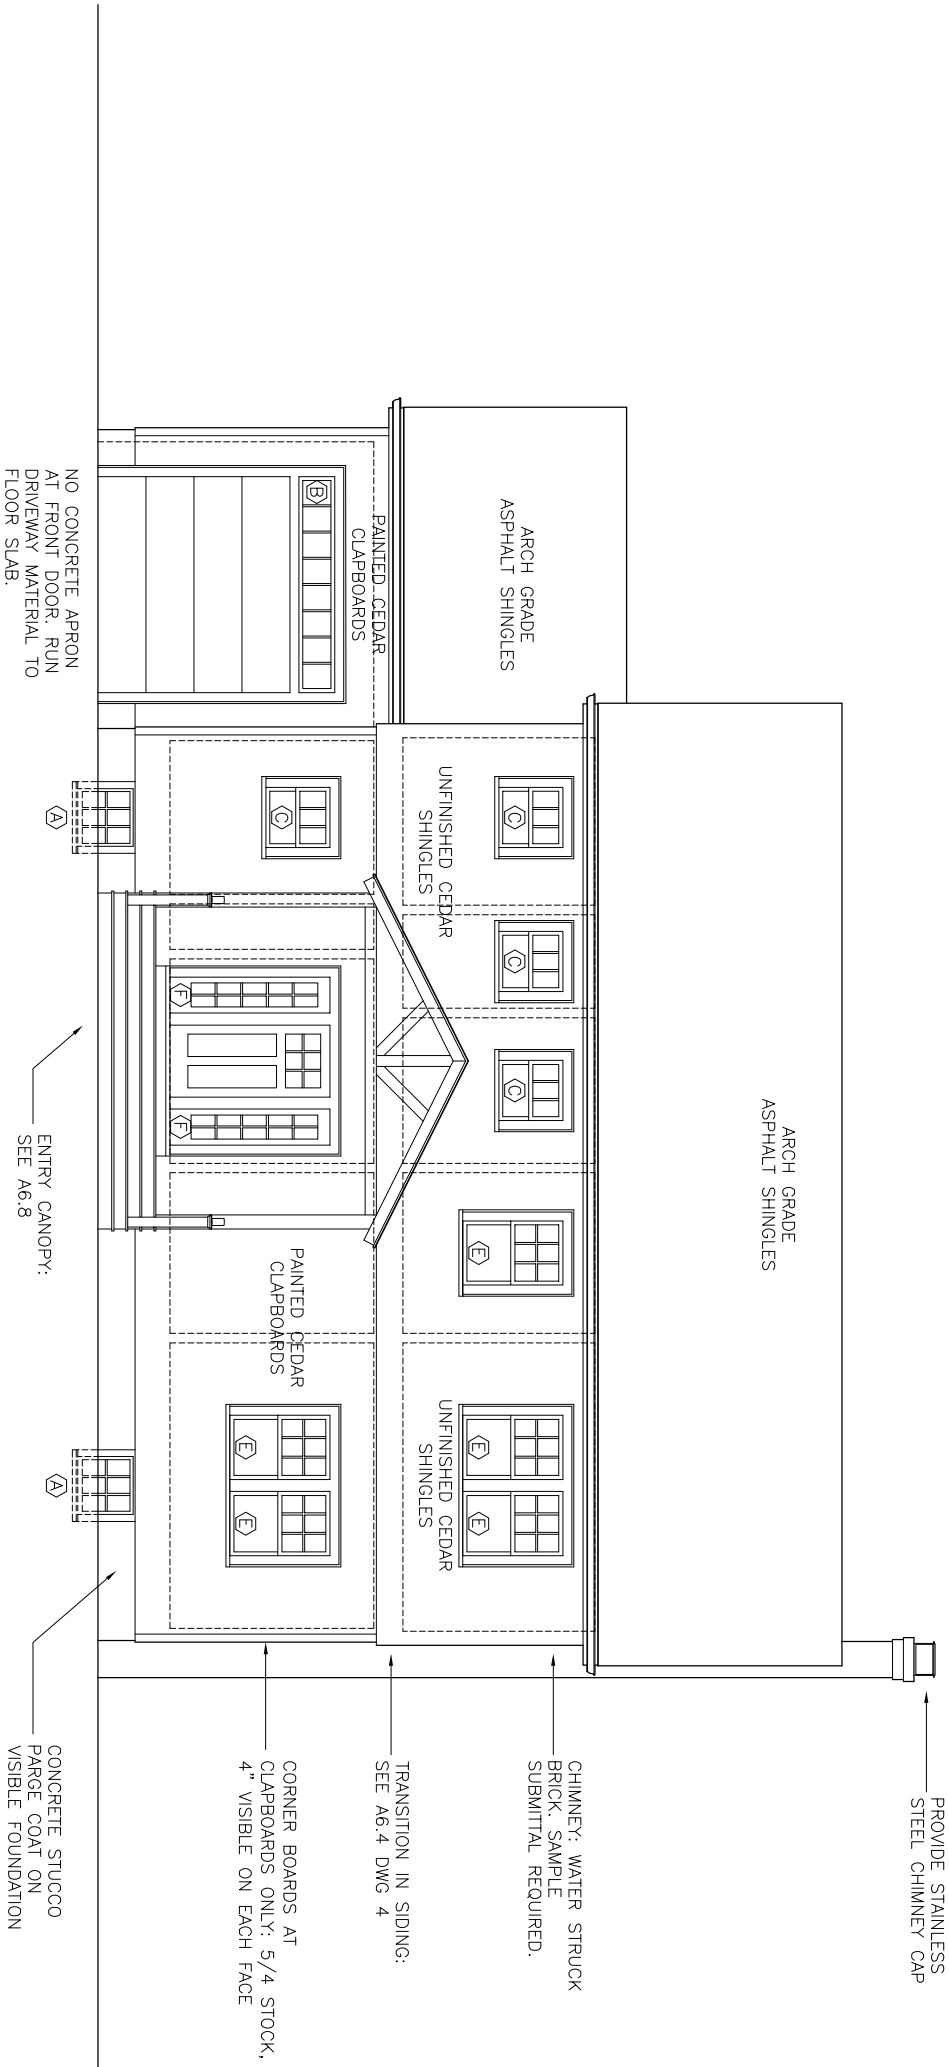 PROVIDE STAINLESS
STEEL CHIMNEY CAP
ARCH GRADE
ASPHALT SHINGLES
ARCH GRADE
ASPHALT SHINGLES
CHIMNEY: WATER STRUCK
BRICK. SAMPLE
SUBMITTAL REQUIRED.
C
C
C
E
E
E
UNFINISHED CEDAR
SHINGLES
UNFINISHED CEDAR
SHINGLES
TRANSITION IN SIDING:
SEE A6.4 DWG 4
PAINTED CEDAR
CLAPBOARDS
B
C
PAINTED CEDAR
CLAPBOARDS
E
E
CORNER BOARDS AT
CLAPBOARDS ONLY: 5/4 STOCK,
4" VISIBLE ON EACH FACE
F
F
A
A
NO CONCRETE APRON
AT FRONT DOOR. RUN
DRIVEWAY MATERIAL TO
FLOOR SLAB.
ENTRY CANOPY:
SEE A6.8
CONCRETE STUCCO
PARGE COAT ON
VISIBLE FOUNDATION